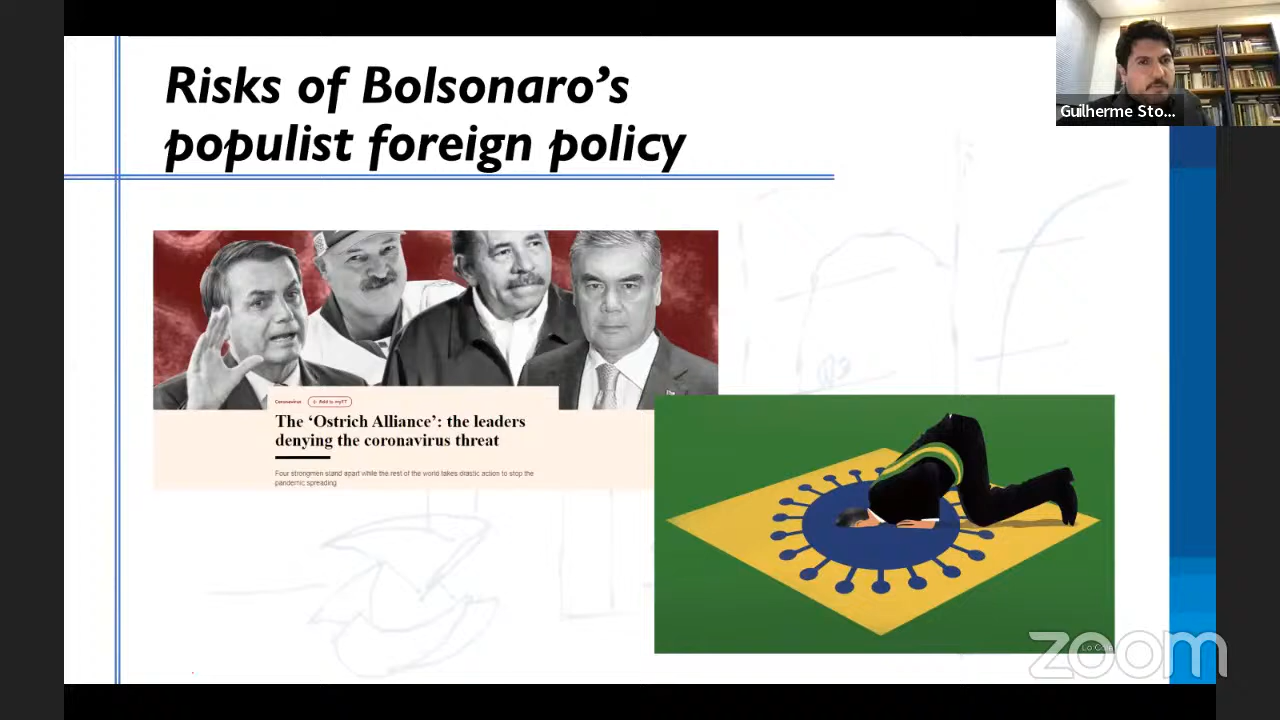 Risks of Bolsonaro’s
populist foreign policy
Guilherme Sto...
Coronavirus + Add to myFT
The ‘Ostrich Alliance’: the leaders
denying the coronavirus threat
Four strongmen stand apart while the rest of the world takes drastic action to stop the
pandemic spreading
zoom